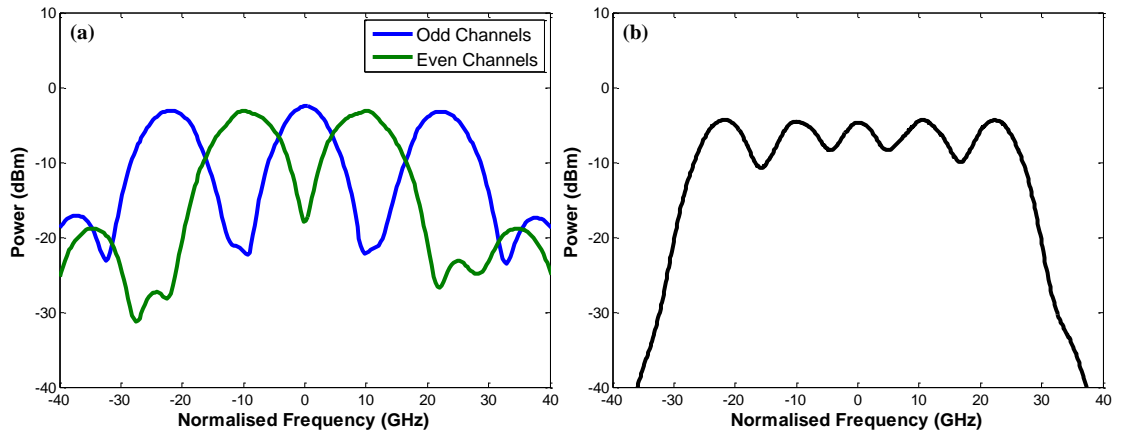 (a)
Odd Channels
Even Channels
10
0
-10
-20
-30
-40
Power (dBm)
-40 -30 -20 -10 0 10 20 30 40
Normalised Frequency (GHz)
(b)
10
0
-10
-20
-30
-40
Power (dBm)
-40 -30 -20 -10 0 10 20 30 40
Normalised Frequency (GHz)